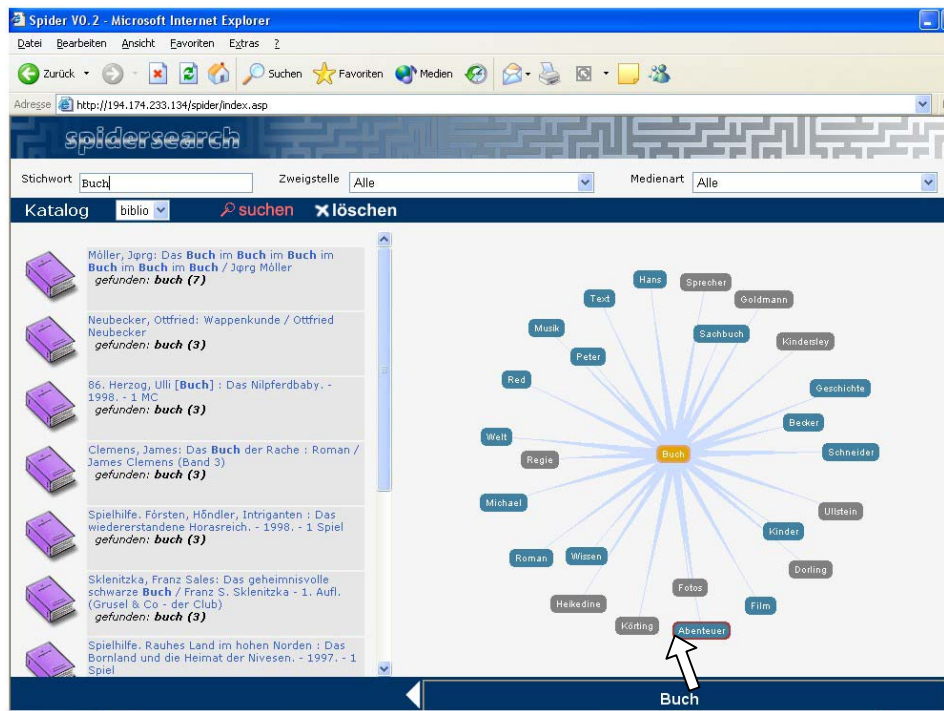 Spider V0.2 - Microsoft Internet Explorer
Datei Bearbeiten Ansicht Favoriten Extras ?
Zurück Suchen Favoriten Medien
Adresse http://194.174.233.134/spider/index.asp
spidersearch
Stichwort Buch Zweigstelle Alle Medienart Alle
Katalog biblio suchen löschen
Möller, Jφrg: Das Buch im Buch im Buch im
Buch im Buch im Buch / Jφrg Möller
gefunden: buch (7)
Neubecker, Ottfried: Wappenkunde / Ottfried
Neubecker
gefunden: buch (3)
86. Herzog, Ulli [Buch] : Das Nilpferdbaby. -
1998. - 1 MC
gefunden: buch (3)
Clemens, James: Das Buch der Rache : Roman /
James Clemens (Band 3)
gefunden: buch (3)
Spielhilfe. Försten, Hõndler, Intriganten : Das
wiedererstandene Horasreich. - 1998. - 1 Spiel
gefunden: buch (3)
Sklenitzka, Franz Sales: Das geheimnisvolle
schwarze Buch / Franz S. Sklenitzka - 1. Aufl.
(Grusel & Co - der Club)
gefunden: buch (3)
Spielhilfe. Rauhes Land im hohen Norden : Das
Bornland und die Heimat der Nivesen. - 1997. - 1
Spiel
Hans
Sprecher
Text
Goldmann
Musik
Sachbuch
Kindersley
Peter
Red
Geschichte
Becker
Welt
Regie
Buch
Schneider
Michael
Ullstein
Kinder
Roman
Wissen
Dorling
Fotos
Heikedine
Film
Körting
Abenteuer
Buch